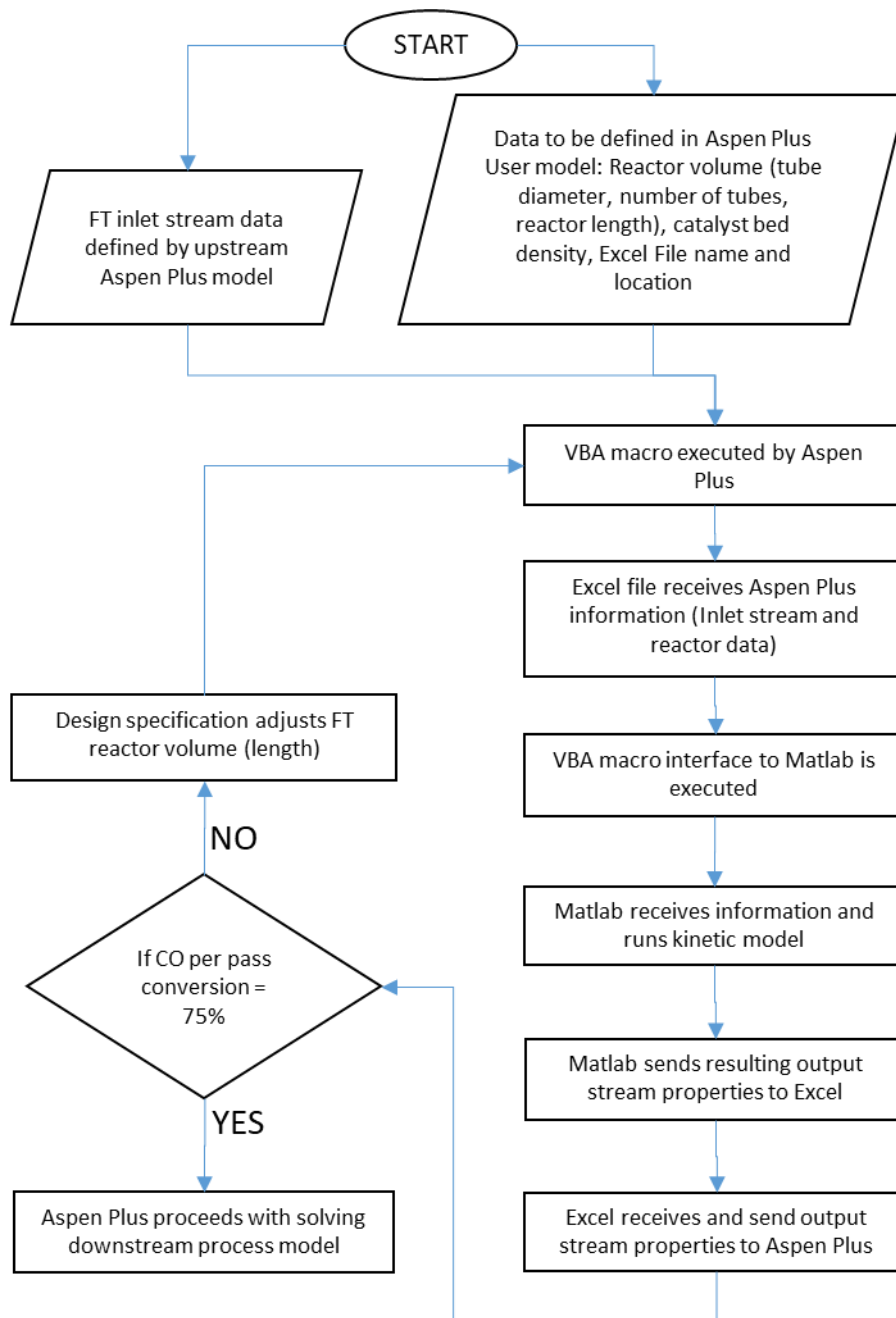 START
FT inlet stream data
defined by upstream
Aspen Plus model
Data to be defined in Aspen Plus
User model: Reactor volume (tube
diameter, number of tubes,
reactor length), catalyst bed
density, Excel File name and
location
VBA macro executed by Aspen
Plus
Excel file receives Aspen Plus
information (Inlet stream and
reactor data)
VBA macro interface to Matlab is
executed
Matlab receives information and
runs kinetic model
Matlab sends resulting output
stream properties to Excel
Excel receives and send output
stream properties to Aspen Plus
If CO per pass
conversion =
75%
NO
Design specification adjusts FT
reactor volume (length)
YES
Aspen Plus proceeds with solving
downstream process model